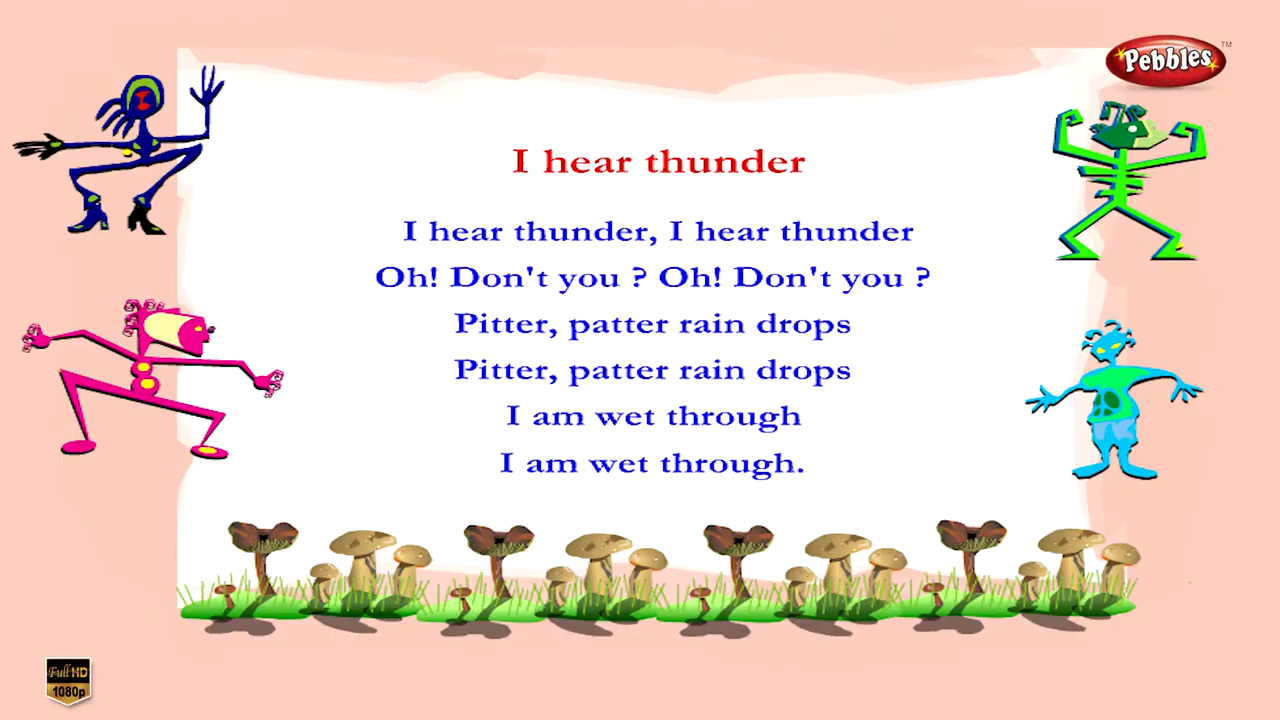 Pebbles TM
I hear thunder
I hear thunder, I hear thunder
Oh! Don't you ? Oh! Don't you ?
Pitter, patter rain drops
Pitter, patter rain drops
I am wet through
I am wet through.
Full HD
1080p